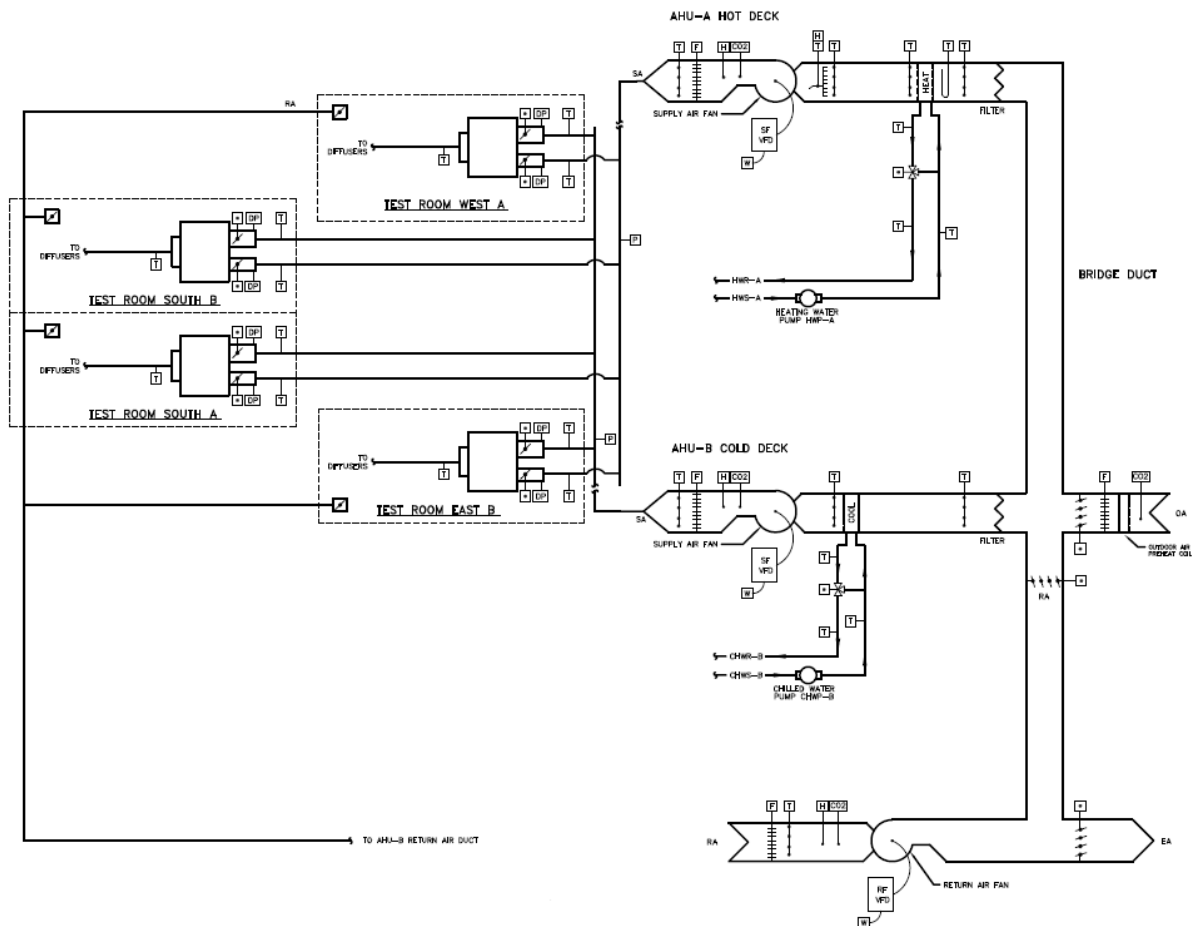 AHU-A HOT DECK
H
T F H CO2 T T T T T
SA
HEAT
RA
SUPPLY AIR FAN
FILTER
* DP T
SF
VFD
T
TO
DIFFUSERS
W
T
*
* DP T
TEST ROOM WEST A
T
T
* DP T
P
TO
DIFFUSERS
BRIDGE DUCT
T
HWR-A
* DP T
HWS-A
TEST ROOM SOUTH B
HEATING WATER
PUMP HWP-A
* DP T
TO
DIFFUSERS
T
* DP T
TEST ROOM SOUTH A
* DP T
P
AHU-B COLD DECK
TO
DIFFUSERS
T
T F H CO2 T T F CO2
* DP T
TEST ROOM EAST B
SA
COOL
OA
SUPPLY AIR FAN
FILTER
*
OUTDOOR AIR
PREHEAT COIL
SF
VFD
T
W
*
*
RA
T
T
CHWR-B
CHWS-B
CHILLED WATER
PUMP CHWP-B
F T H CO2
*
TO AHU-B RETURN AIR DUCT
RA
EA
RETURN AIR FAN
RF
VFD
W